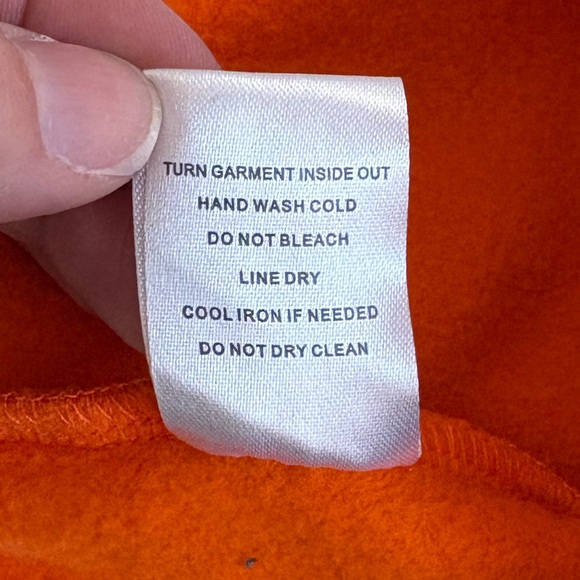 TURN GARMENT INSIDE OUT
HAND WASH COLD
DO NOT BLEACH
LINE DRY
COOL IRON IF NEEDED
DO NOT DRY CLEAN